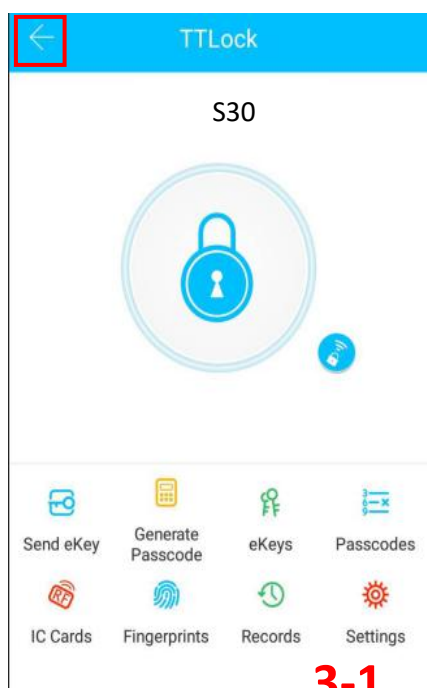 TTLock
S30
Send eKey
Generate
Passcode
eKeys
Passcodes
IC Cards
Fingerprints
Records
Settings
3-1